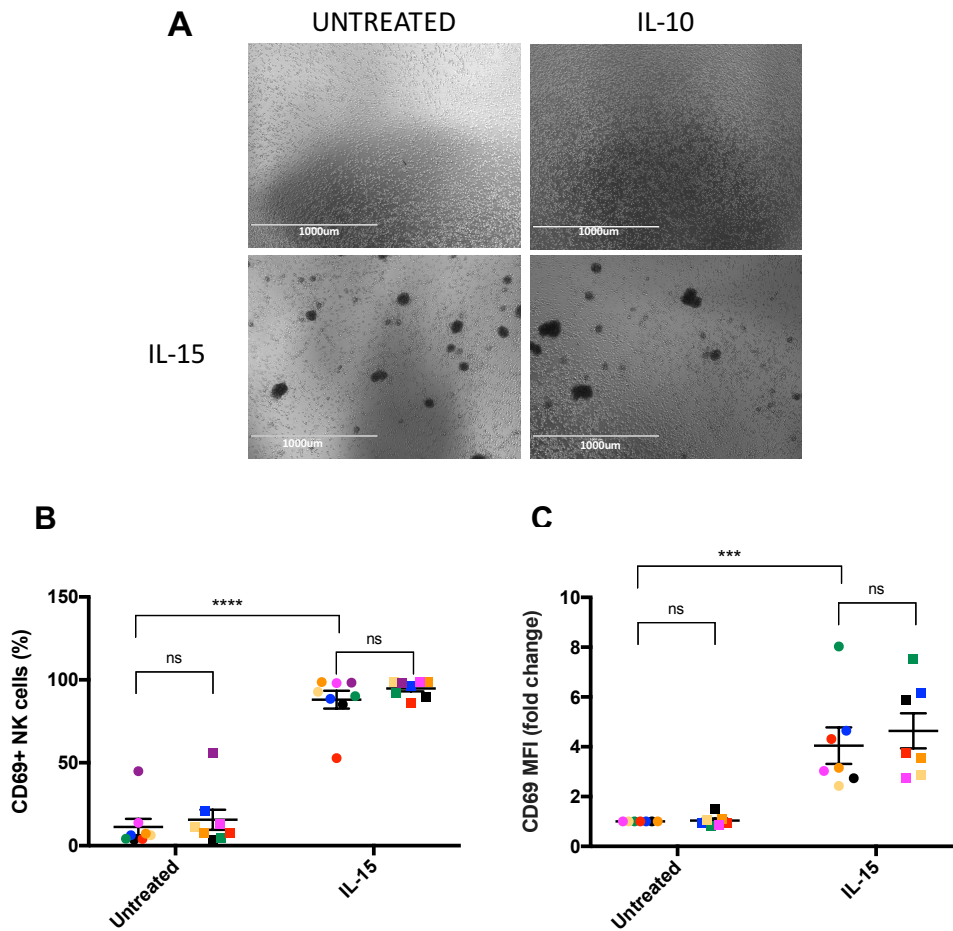 A
UNTREATED
IL-10
1000um
1000um
IL-15
1000um
1000um
B
CD69+ NK cells (%)
150
100
50
0
****
ns
ns
Untreated
IL-15
C
CD69 MFI (fold change)
10
8
6
4
2
0
***
ns
ns
Untreated
IL-15